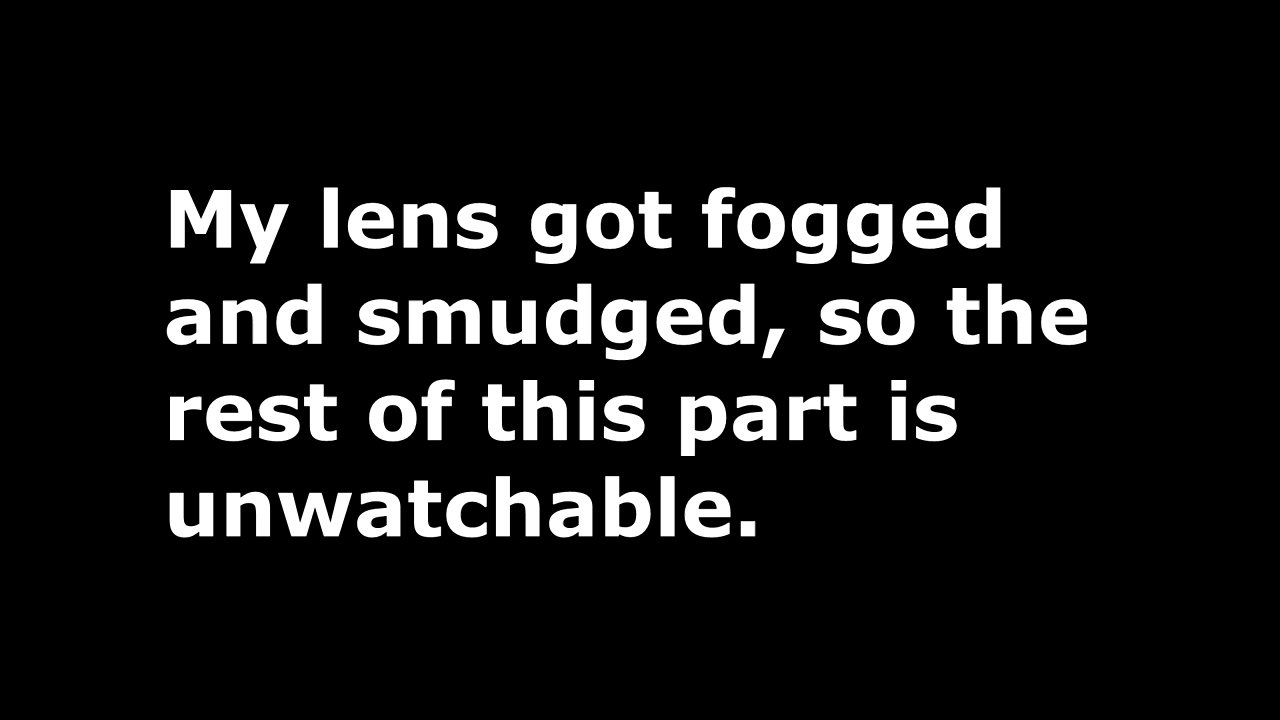 My lens got fogged
and smudged, so the
rest of this part is
unwatchable.